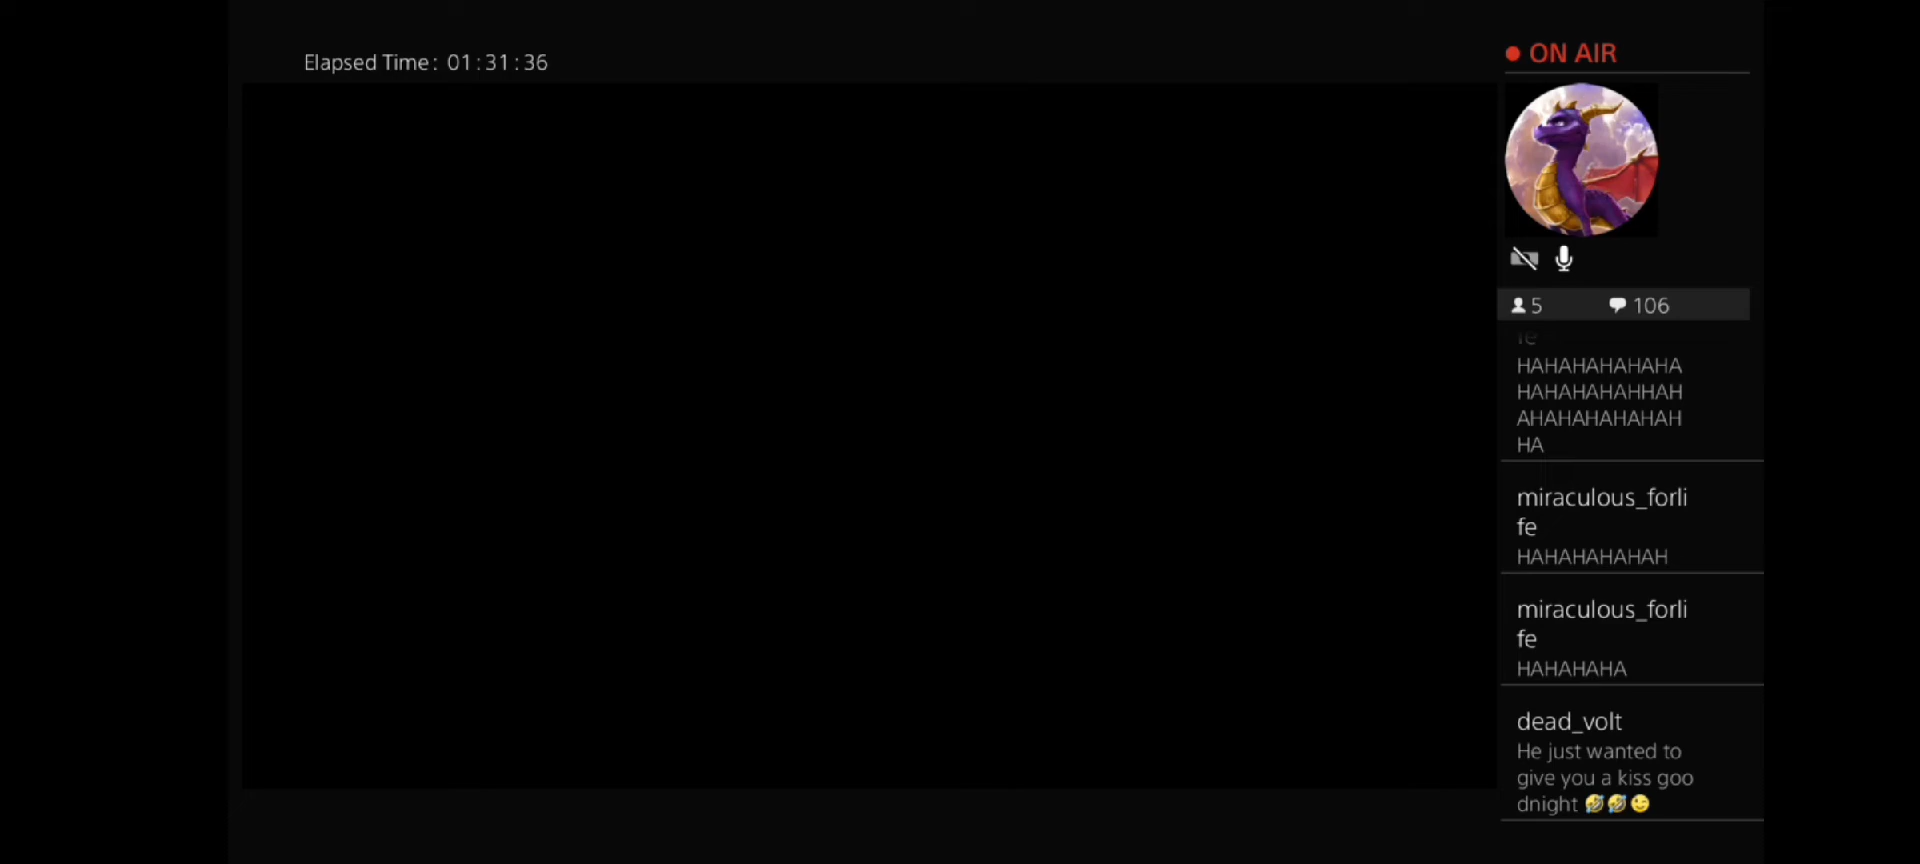 Elapsed Time: 01:31:36
ON AIR
5 106
fe
HAHAHAHAHAHA
HAHAHAHAHHAH
AHAHAHAHAHAH
HA
miraculous_forli
fe
HAHAHAHAHAH
miraculous_forli
fe
HAHAHAHA
dead_volt
He just wanted to
give you a kiss goo
dnight 🤣🤣😉